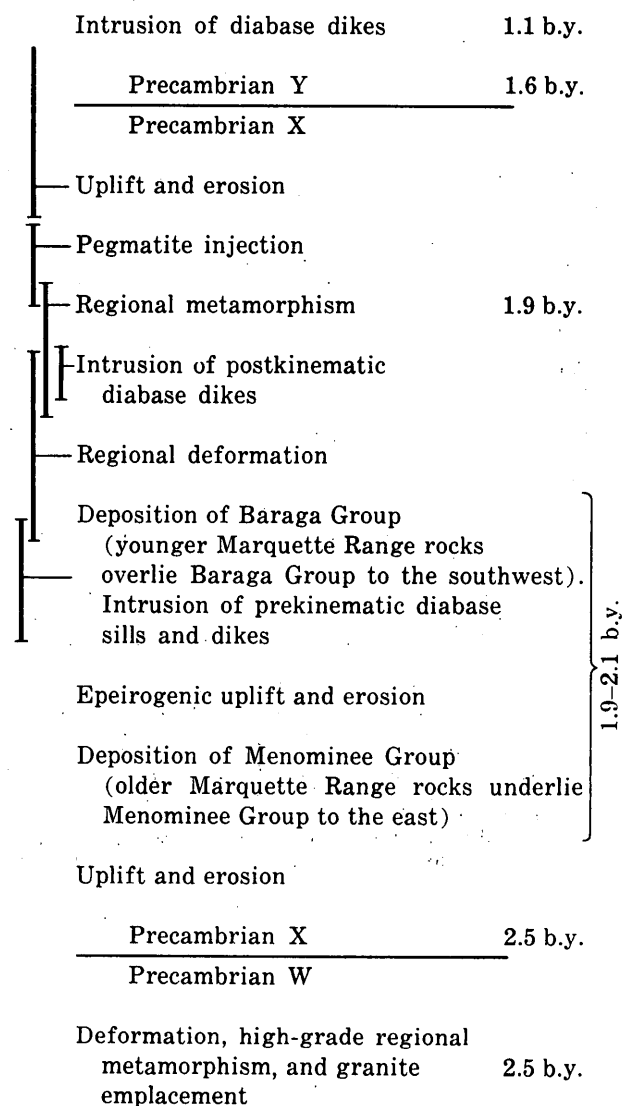 Intrusion of diabase dikes 1.1 b.y.
Precambrian Y 1.6 b.y.
Precambrian X
Uplift and erosion
Pegmatite injection
Regional metamorphism 1.9 b.y.
Intrusion of postkinematic
diabase dikes
Regional deformation
Deposition of Baraga Group
(younger Marquette Range rocks
overlie Baraga Group to the southwest).
Intrusion of prekinematic diabase
sills and dikes
Epeirogenic uplift and erosion
Deposition of Menominee Group
(older Marquette Range rocks underlie
Menominee Group to the east)
1.9–2.1 b.y.
Uplift and erosion
Precambrian X 2.5 b.y.
Precambrian W
Deformation, high-grade regional
metamorphism, and granite 2.5 b.y.
emplacement